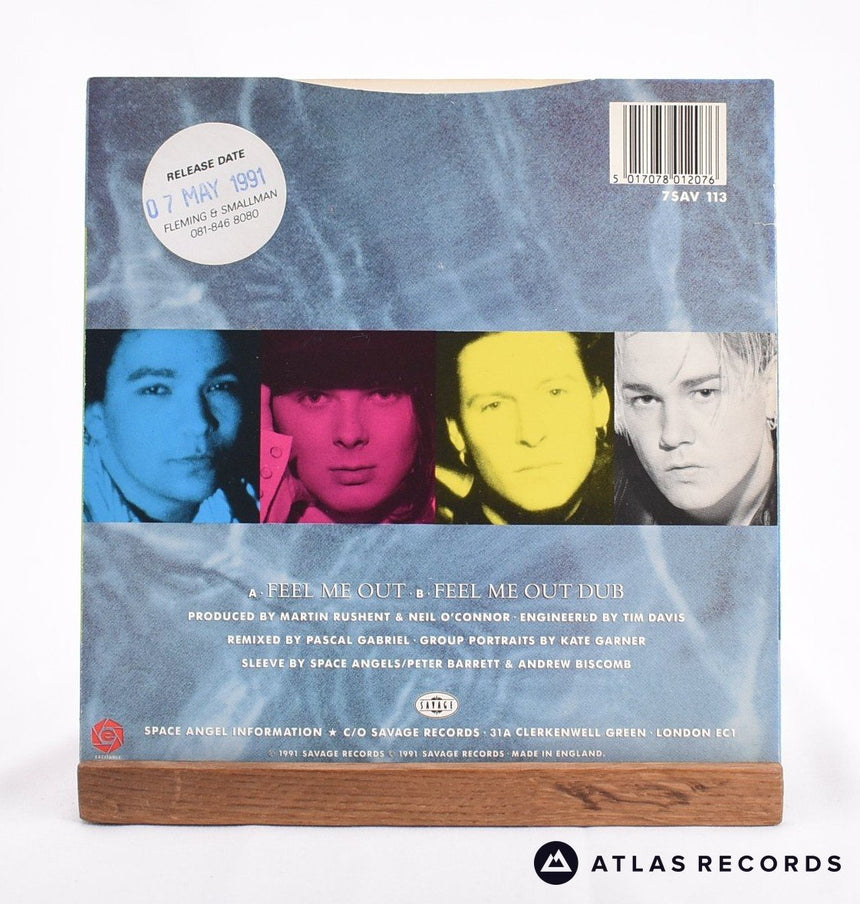 RELEASE DATE
07 MAY 1991
FLEMING & SMALLMAN
081-846 8080
5 017078 012076
7SAV 113
A · FEEL ME OUT · B · FEEL ME OUT DUB
PRODUCED BY MARTIN RUSHENT & NEIL O'CONNOR · ENGINEERED BY TIM DAVIS
REMIXED BY PASCAL GABRIEL · GROUP PORTRAITS BY KATE GARNER
SLEEVE BY SPACE ANGELS/PETER BARRETT & ANDREW BISCOMB
SAVAGE
SPACE ANGEL INFORMATION ★ C/O SAVAGE RECORDS · 31A CLERKENWELL GREEN · LONDON EC1
℗ 1991 SAVAGE RECORDS © 1991 SAVAGE RECORDS · MADE IN ENGLAND.
EXCITABLE
ATLAS RECORDS